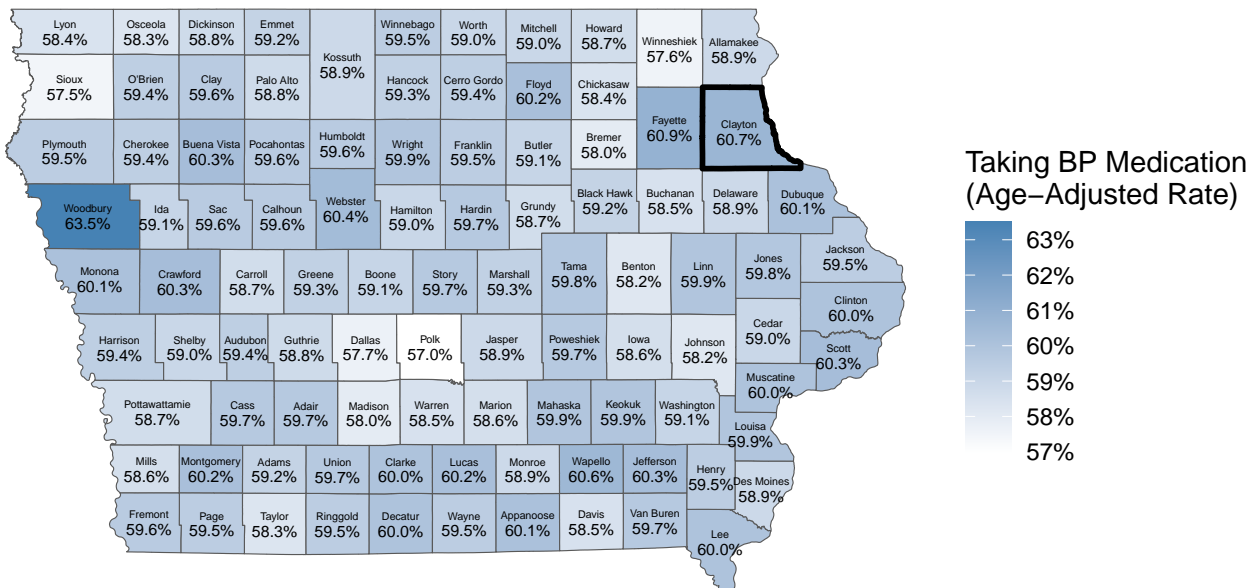 Lyon
58.4%
Osceola
58.3%
Dickinson
58.8%
Emmet
59.2%
Kossuth
58.9%
Winnebago
59.5%
Worth
59.0%
Mitchell
59.0%
Howard
58.7%
Winneshiek
57.6%
Allamakee
58.9%
Sioux
57.5%
O'Brien
59.4%
Clay
59.6%
Palo Alto
58.8%
Hancock
59.3%
Cerro Gordo
59.4%
Floyd
60.2%
Chickasaw
58.4%
Fayette
60.9%
Clayton
60.7%
Plymouth
59.5%
Cherokee
59.4%
Buena Vista
60.3%
Pocahontas
59.6%
Humboldt
59.6%
Wright
59.9%
Franklin
59.5%
Butler
59.1%
Bremer
58.0%
Woodbury
63.5%
Ida
59.1%
Sac
59.6%
Calhoun
59.6%
Webster
60.4%
Hamilton
59.0%
Hardin
59.7%
Grundy
58.7%
Black Hawk
59.2%
Buchanan
58.5%
Delaware
58.9%
Dubuque
60.1%
Monona
60.1%
Crawford
60.3%
Carroll
58.7%
Greene
59.3%
Boone
59.1%
Story
59.7%
Marshall
59.3%
Tama
59.8%
Benton
58.2%
Linn
59.9%
Jones
59.8%
Jackson
59.5%
Clinton
60.0%
Harrison
59.4%
Shelby
59.0%
Audubon
59.4%
Guthrie
58.8%
Dallas
57.7%
Polk
57.0%
Jasper
58.9%
Poweshiek
59.7%
Iowa
58.6%
Johnson
58.2%
Cedar
59.0%
Scott
60.3%
Muscatine
60.0%
Pottawattamie
58.7%
Cass
59.7%
Adair
59.7%
Madison
58.0%
Warren
58.5%
Marion
58.6%
Mahaska
59.9%
Keokuk
59.9%
Washington
59.1%
Louisa
59.9%
Mills
58.6%
Montgomery
60.2%
Adams
59.2%
Union
59.7%
Clarke
60.0%
Lucas
60.2%
Monroe
58.9%
Wapello
60.6%
Jefferson
60.3%
Henry
59.5%
Des Moines
58.9%
Fremont
59.6%
Page
59.5%
Taylor
58.3%
Ringgold
59.5%
Decatur
60.0%
Wayne
59.5%
Appanoose
60.1%
Davis
58.5%
Van Buren
59.7%
Lee
60.0%
Taking BP Medication
(Age−Adjusted Rate)
63%
62%
61%
60%
59%
58%
57%